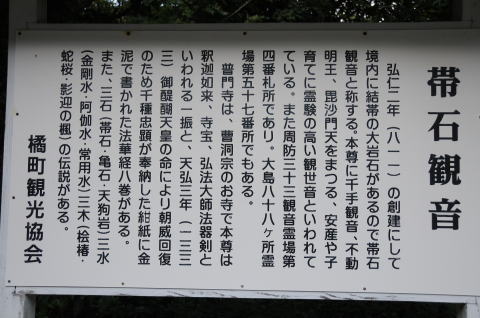 帯石観音
弘仁二年（八一一）の創建にして
境内に結帯の大岩石があるので帯石
観音と称する。本尊に千手観音、不動
明王、毘沙門天をまつる、安産や子
育てに霊験の高い観世音といわれて
ている。また周防三十三観音霊場第
四番札所であり。大島八十八ヶ所霊
場第五十七番所でもある。
普門寺は、曹洞宗のお寺で本尊は
釈迦如来、寺宝、弘法大師法器剣と
いわれる一振と、天弘三年（一三三
三）御醍醐天皇の命により朝威回復
のため千種忠顕が奉納した紺紙に金
泥で書かれた法華経八巻がある。
また、三石（帯石・亀石・天狗岩）三水
（金剛水・阿伽水・常用水）三木（桧椿・
蛇桜・影迎の楓）の伝説がある。
橘町観光協会